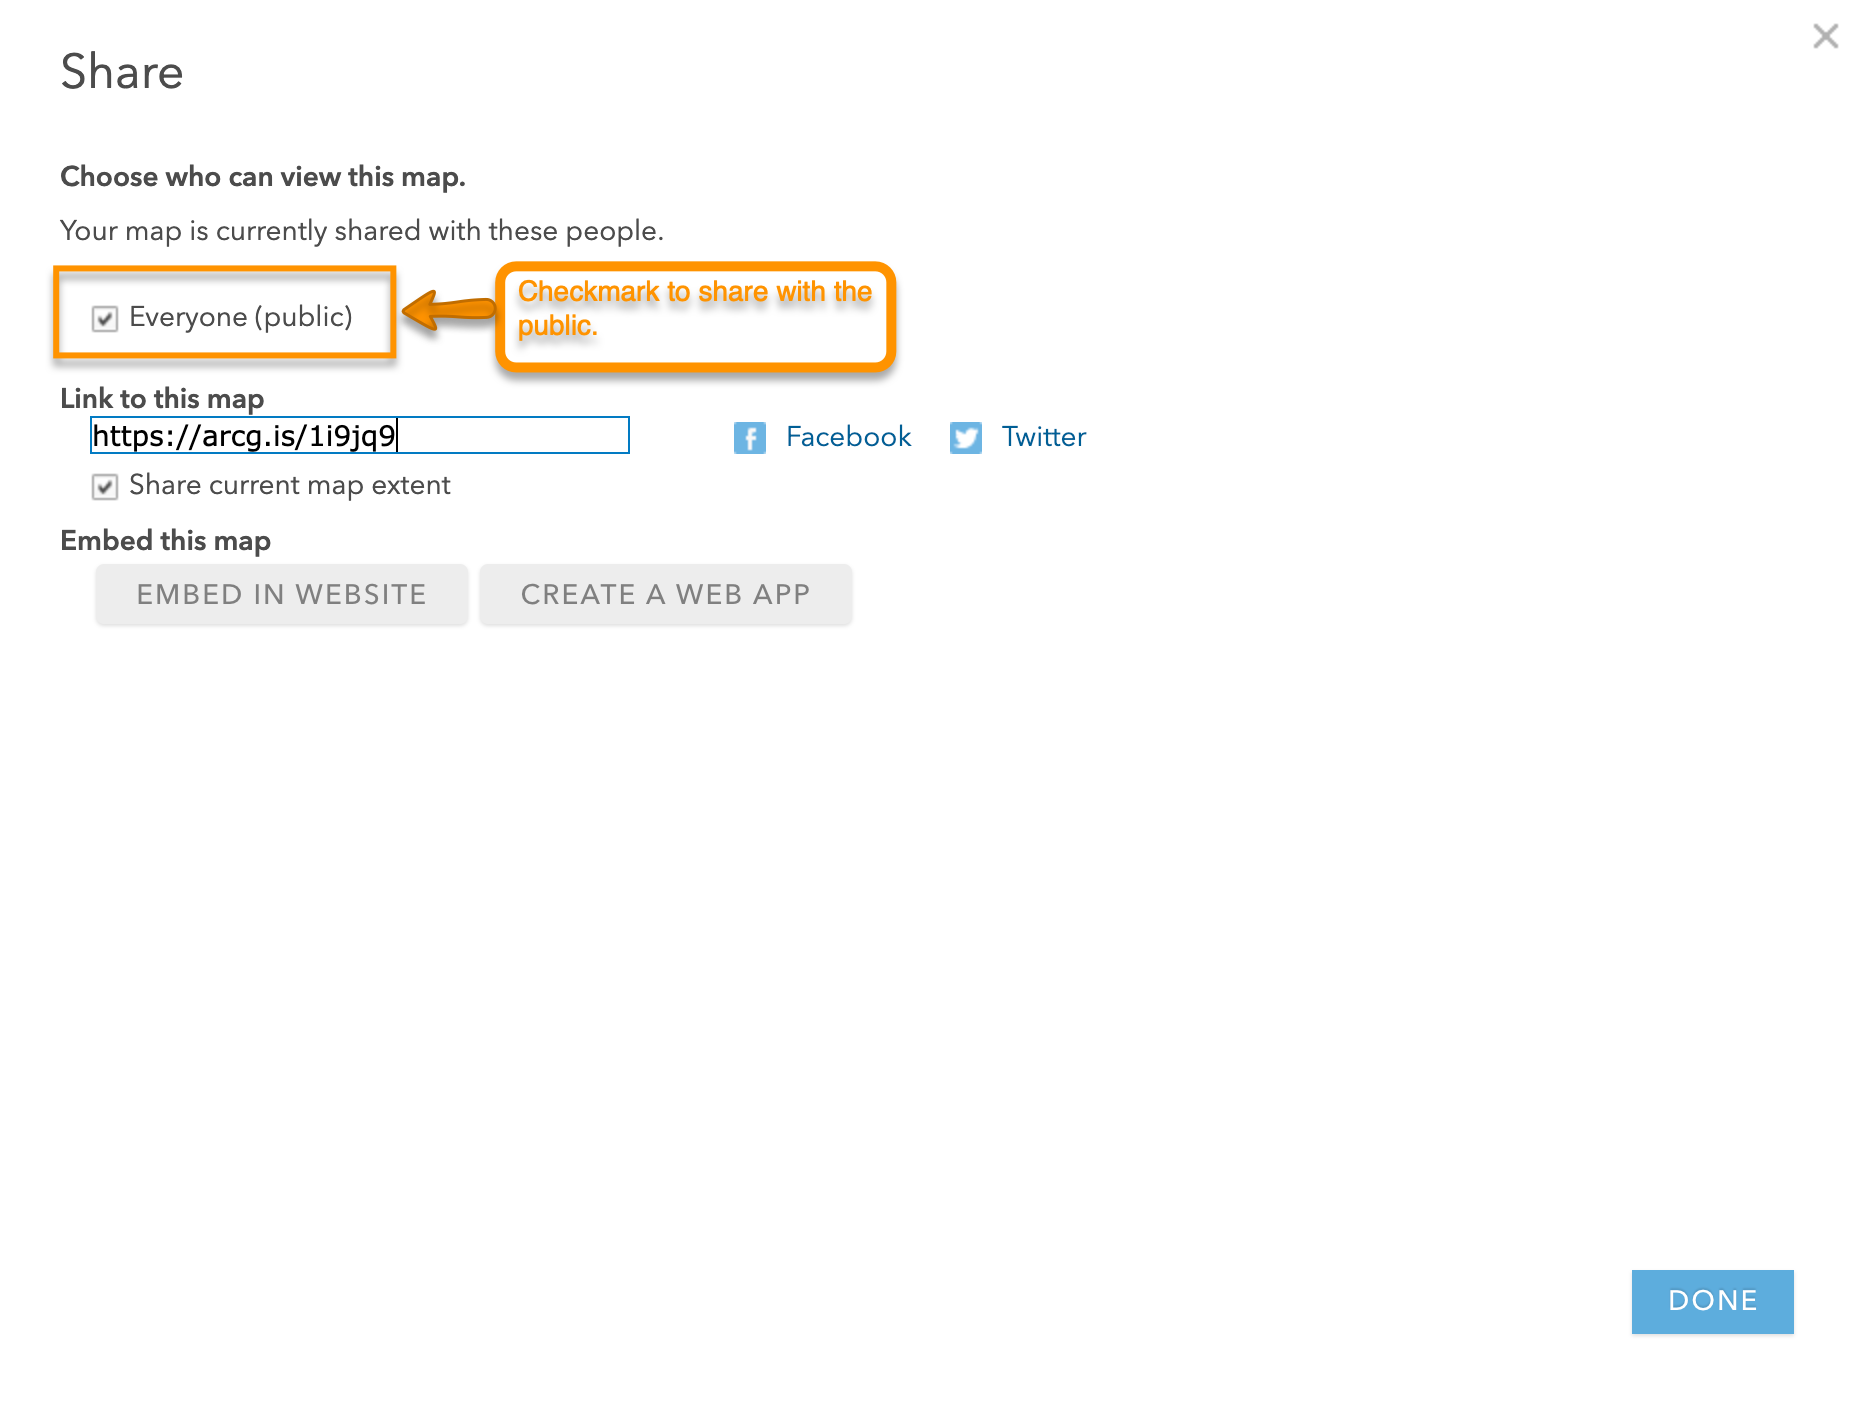 Share
Choose who can view this map.
Your map is currently shared with these people.
Everyone (public)
Checkmark to share with the
public.
Link to this map
https://arcg.is/1i9jq9
Facebook
Twitter
Share current map extent
Embed this map
EMBED IN WEBSITE
CREATE A WEB APP
DONE